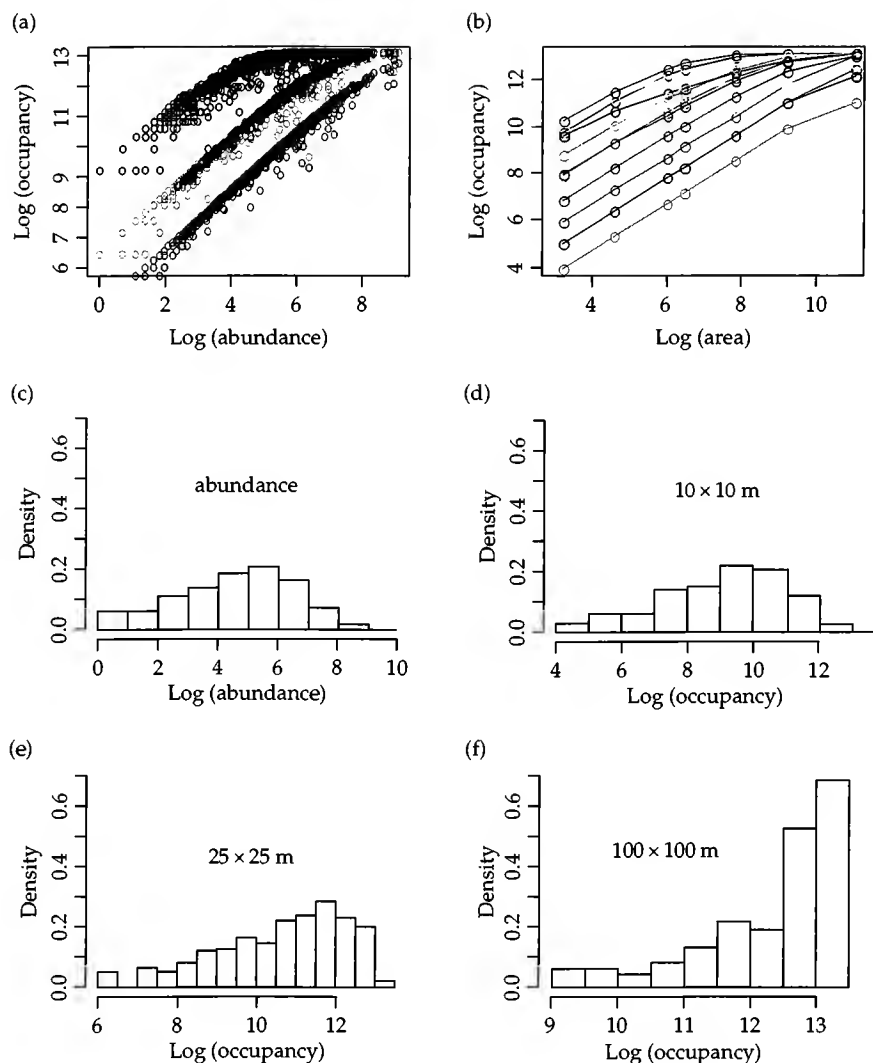 (a)
13
12
11
10
9
8
7
6
Log (occupancy)
0 2 4 6 8
Log (abundance)
(b)
12
10
8
6
4
Log (occupancy)
4 6 8 10
Log (area)
(c)
abundance
0.6
0.4
0.2
0.0
Density
0 2 4 6 8 10
Log (abundance)
(d)
10 × 10 m
0.6
0.4
0.2
0.0
Density
4 6 8 10 12
Log (occupancy)
(e)
25 × 25 m
0.6
0.4
0.2
0.0
Density
6 8 10 12
Log (occupancy)
(f)
100 × 100 m
0.6
0.4
0.2
0.0
Density
9 10 11 12 13
Log (occupancy)